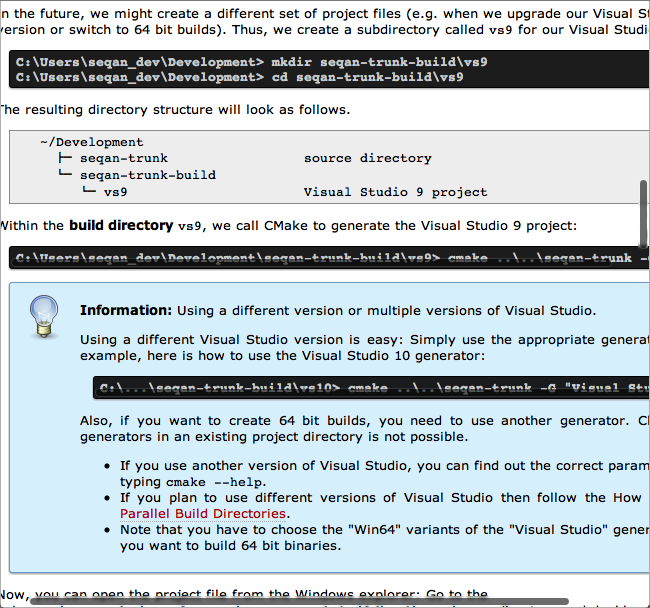 n the future, we might create a different set of project files (e.g. when we upgrade our Visual St
version or switch to 64 bit builds). Thus, we create a subdirectory called vs9 for our Visual Studi
C:\Users\seqan_dev\Development> mkdir seqan-trunk-build\vs9
C:\Users\seqan_dev\Development> cd seqan-trunk-build\vs9
The resulting directory structure will look as follows.
~/Development
├─ seqan-trunk source directory
└─ seqan-trunk-build
└─ vs9 Visual Studio 9 project
Within the build directory vs9, we call CMake to generate the Visual Studio 9 project:
C:\Users\seqan_dev\Development\seqan-trunk-build\vs9> cmake ..\..\seqan-trunk -G
Information: Using a different version or multiple versions of Visual Studio.
Using a different Visual Studio version is easy: Simply use the appropriate generat
example, here is how to use the Visual Studio 10 generator:
C:\...\seqan-trunk-build\vs10> cmake ..\..\seqan-trunk -G "Visual Stu
Also, if you want to create 64 bit builds, you need to use another generator. Cl
generators in an existing project directory is not possible.
• If you use another version of Visual Studio, you can find out the correct param
typing cmake --help.
• If you plan to use different versions of Visual Studio then follow the How
Parallel Build Directories.
• Note that you have to choose the "Win64" variants of the "Visual Studio" gener
you want to build 64 bit binaries.
Now, you can open the project file from the Windows explorer: Go to the